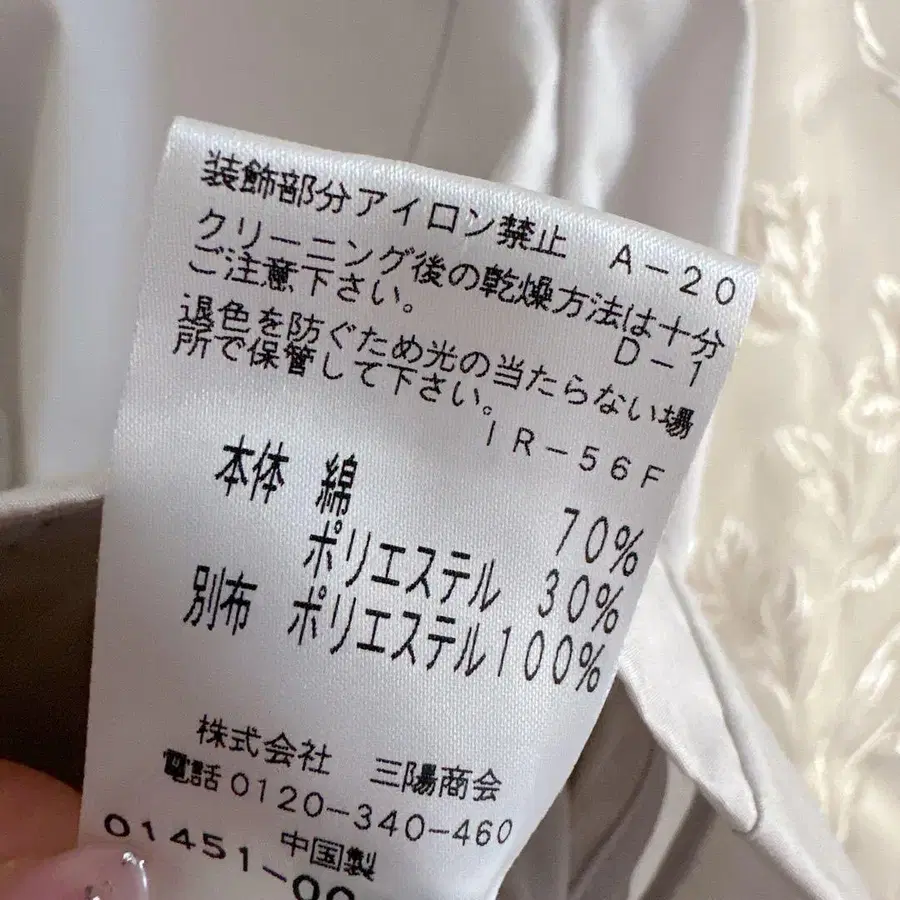 装飾部分アイロン禁止 A-20
クリーニング後の乾燥方法は十分
ご注意下さい。 D-1
退色を防ぐため光の当たらない場
所で保管して下さい。
IR-56F
本体 綿 70%
ポリエステル 30%
別布 ポリエステル100%
株式会社 三陽商会
電話0120-340-460
中国製
01451-00